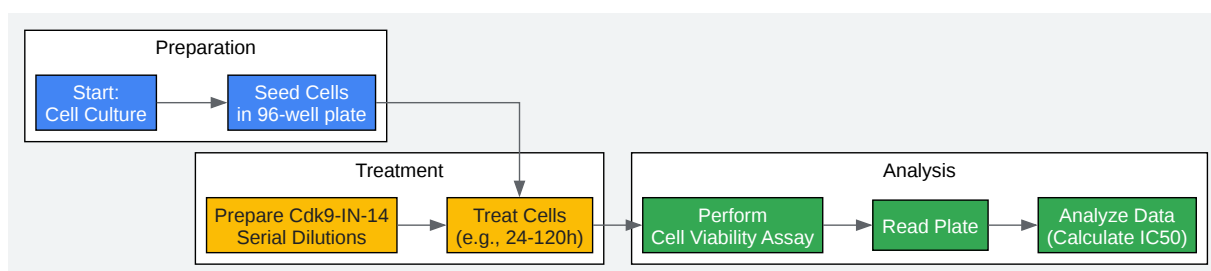 Preparation
Start:
Cell Culture
Seed Cells
in 96-well plate
Treatment
Prepare Cdk9-IN-14
Serial Dilutions
Treat Cells
(e.g., 24-120h)
Analysis
Perform
Cell Viability Assay
Read Plate
Analyze Data
(Calculate IC50)